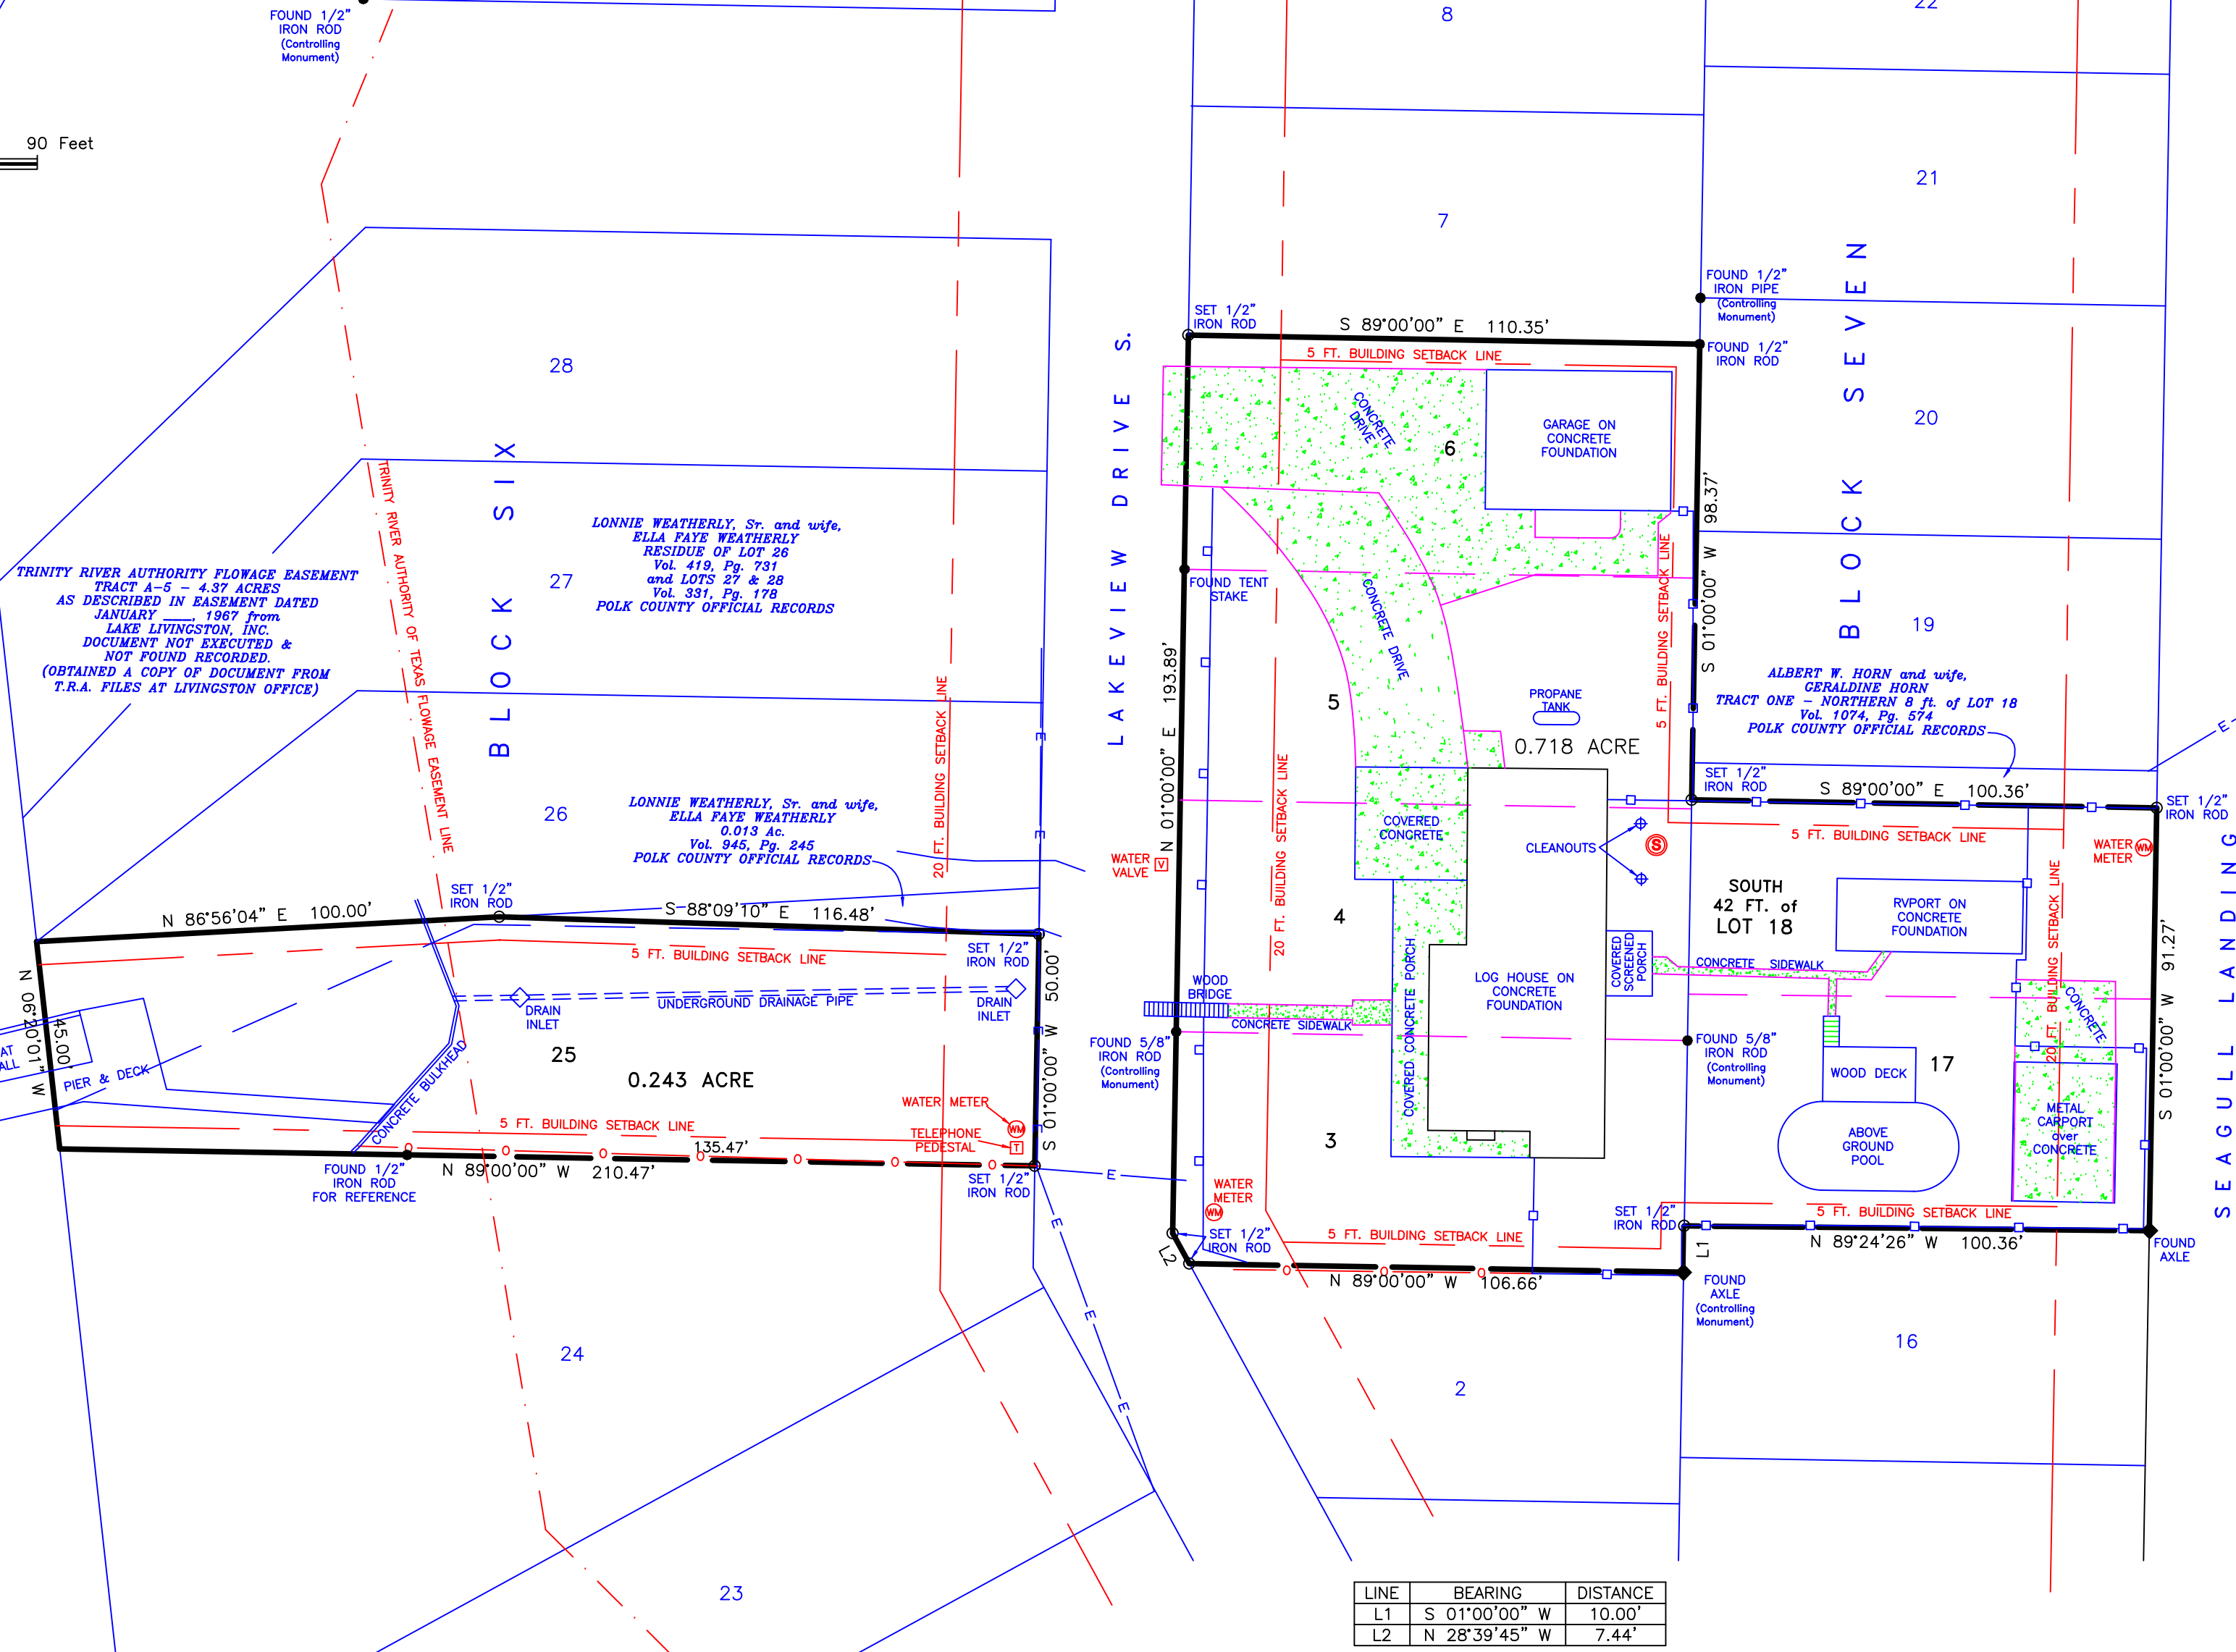 FOUND 1/2"
IRON ROD
(Controlling
Monument)
8
22
90 Feet
21
7
FOUND 1/2"
IRON PIPE
(Controlling
Monument)
SET 1/2"
IRON ROD
S 89°00'00" E 110.35'
FOUND 1/2"
IRON ROD
5 FT. BUILDING SETBACK LINE
28
BLOCK SIX
LAKEVIEW DRIVE S.
BLOCK SEVEN
CONCRETE
DRIVE
6
GARAGE ON
CONCRETE
FOUNDATION
20
S 01°00'00" W 98.37'
5 FT. BUILDING SETBACK LINE
TRINITY RIVER AUTHORITY OF TEXAS FLOWAGE EASEMENT LINE
LONNIE WEATHERLY, Sr. and wife,
ELLA FAYE WEATHERLY
RESIDUE OF LOT 26
Vol. 419, Pg. 731
and LOTS 27 & 28
Vol. 331, Pg. 178
POLK COUNTY OFFICIAL RECORDS
27
TRINITY RIVER AUTHORITY FLOWAGE EASEMENT
TRACT A-5 - 4.37 ACRES
AS DESCRIBED IN EASEMENT DATED
JANUARY ____, 1967 from
LAKE LIVINGSTON, INC.
DOCUMENT NOT EXECUTED &
NOT FOUND RECORDED.
(OBTAINED A COPY OF DOCUMENT FROM
T.R.A. FILES AT LIVINGSTON OFFICE)
FOUND TENT
STAKE
CONCRETE DRIVE
19
ALBERT W. HORN and wife,
GERALDINE HORN
TRACT ONE - NORTHERN 8 ft. of LOT 18
Vol. 1074, Pg. 574
POLK COUNTY OFFICIAL RECORDS
N 01°00'00" E 193.89'
5
PROPANE
TANK
0.718 ACRE
E
E
20 FT. BUILDING SETBACK LINE
20 FT. BUILDING SETBACK LINE
SET 1/2"
IRON ROD
S 89°00'00" E 100.36'
SET 1/2"
IRON ROD
5 FT. BUILDING SETBACK LINE
26
LONNIE WEATHERLY, Sr. and wife,
ELLA FAYE WEATHERLY
0.013 Ac.
Vol. 945, Pg. 245
POLK COUNTY OFFICIAL RECORDS
E
WATER
VALVE
V
COVERED
CONCRETE
CLEANOUTS
S
WATER
METER
WM
SEAGULL LANDING
SET 1/2"
IRON ROD
N 86°56'04" E 100.00'
S 88°09'10" E 116.48'
SET 1/2"
IRON ROD
5 FT. BUILDING SETBACK LINE
4
SOUTH
42 FT. of
LOT 18
RVPORT ON
CONCRETE
FOUNDATION
20 FT. BUILDING SETBACK LINE
S 01°00'00" W 91.27'
N 06°20'01" W
45.00'
DRAIN
INLET
UNDERGROUND DRAINAGE PIPE
DRAIN
INLET
S 01°00'00" W 50.00'
E
WOOD
BRIDGE
CONCRETE SIDEWALK
COVERED CONCRETE PORCH
LOG HOUSE ON
CONCRETE
FOUNDATION
COVERED
SCREENED
PORCH
CONCRETE SIDEWALK
CONCRETE
25
0.243 ACRE
AT
ALL
PIER & DECK
CONCRETE BULKHEAD
FOUND 5/8"
IRON ROD
(Controlling
Monument)
FOUND 5/8"
IRON ROD
(Controlling
Monument)
WOOD DECK
17
WATER METER
WM
TELEPHONE
PEDESTAL
T
E
5 FT. BUILDING SETBACK LINE
135.47'
3
ABOVE
GROUND
POOL
METAL
CARPORT
over
CONCRETE
FOUND 1/2"
IRON ROD
FOR REFERENCE
N 89°00'00" W 210.47'
SET 1/2"
IRON ROD
E
WATER
METER
WM
SET 1/2"
IRON ROD
5 FT. BUILDING SETBACK LINE
L2
SET 1/2"
IRON ROD
5 FT. BUILDING SETBACK LINE
L1
N 89°24'26" W 100.36'
FOUND
AXLE
N 89°00'00" W 106.66'
FOUND
AXLE
(Controlling
Monument)
E
E
E
24
2
16
23
LINE BEARING DISTANCE
L1 S 01°00'00" W 10.00'
L2 N 28°39'45" W 7.44'